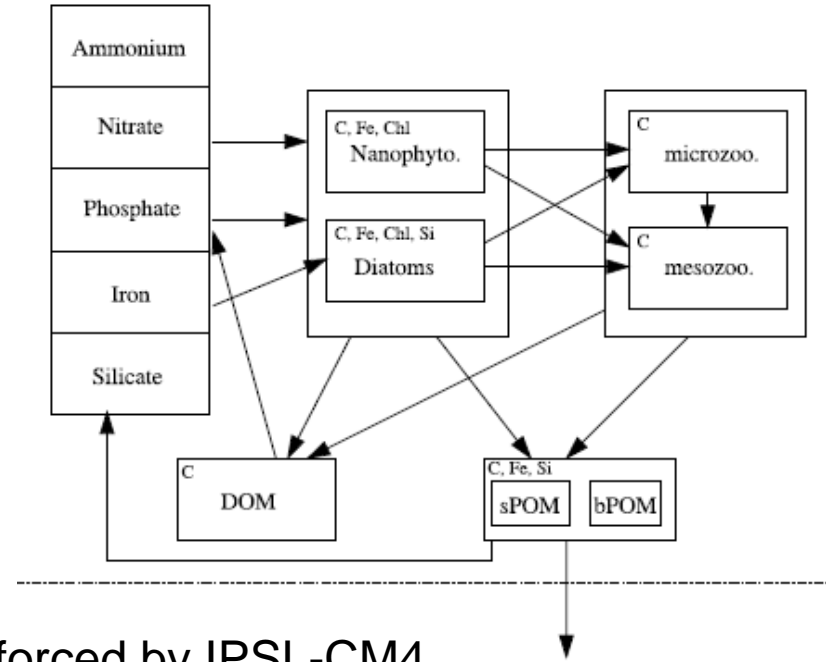 Ammonium
Nitrate
Phosphate
Iron
Silicate
C, Fe, Chl
Nanophyto.
C, Fe, Chl, Si
Diatoms
C
microzoo.
C
mesozoo.
C
DOM
C, Fe, Si
sPOM
bPOM
forced by IPSL-CM4